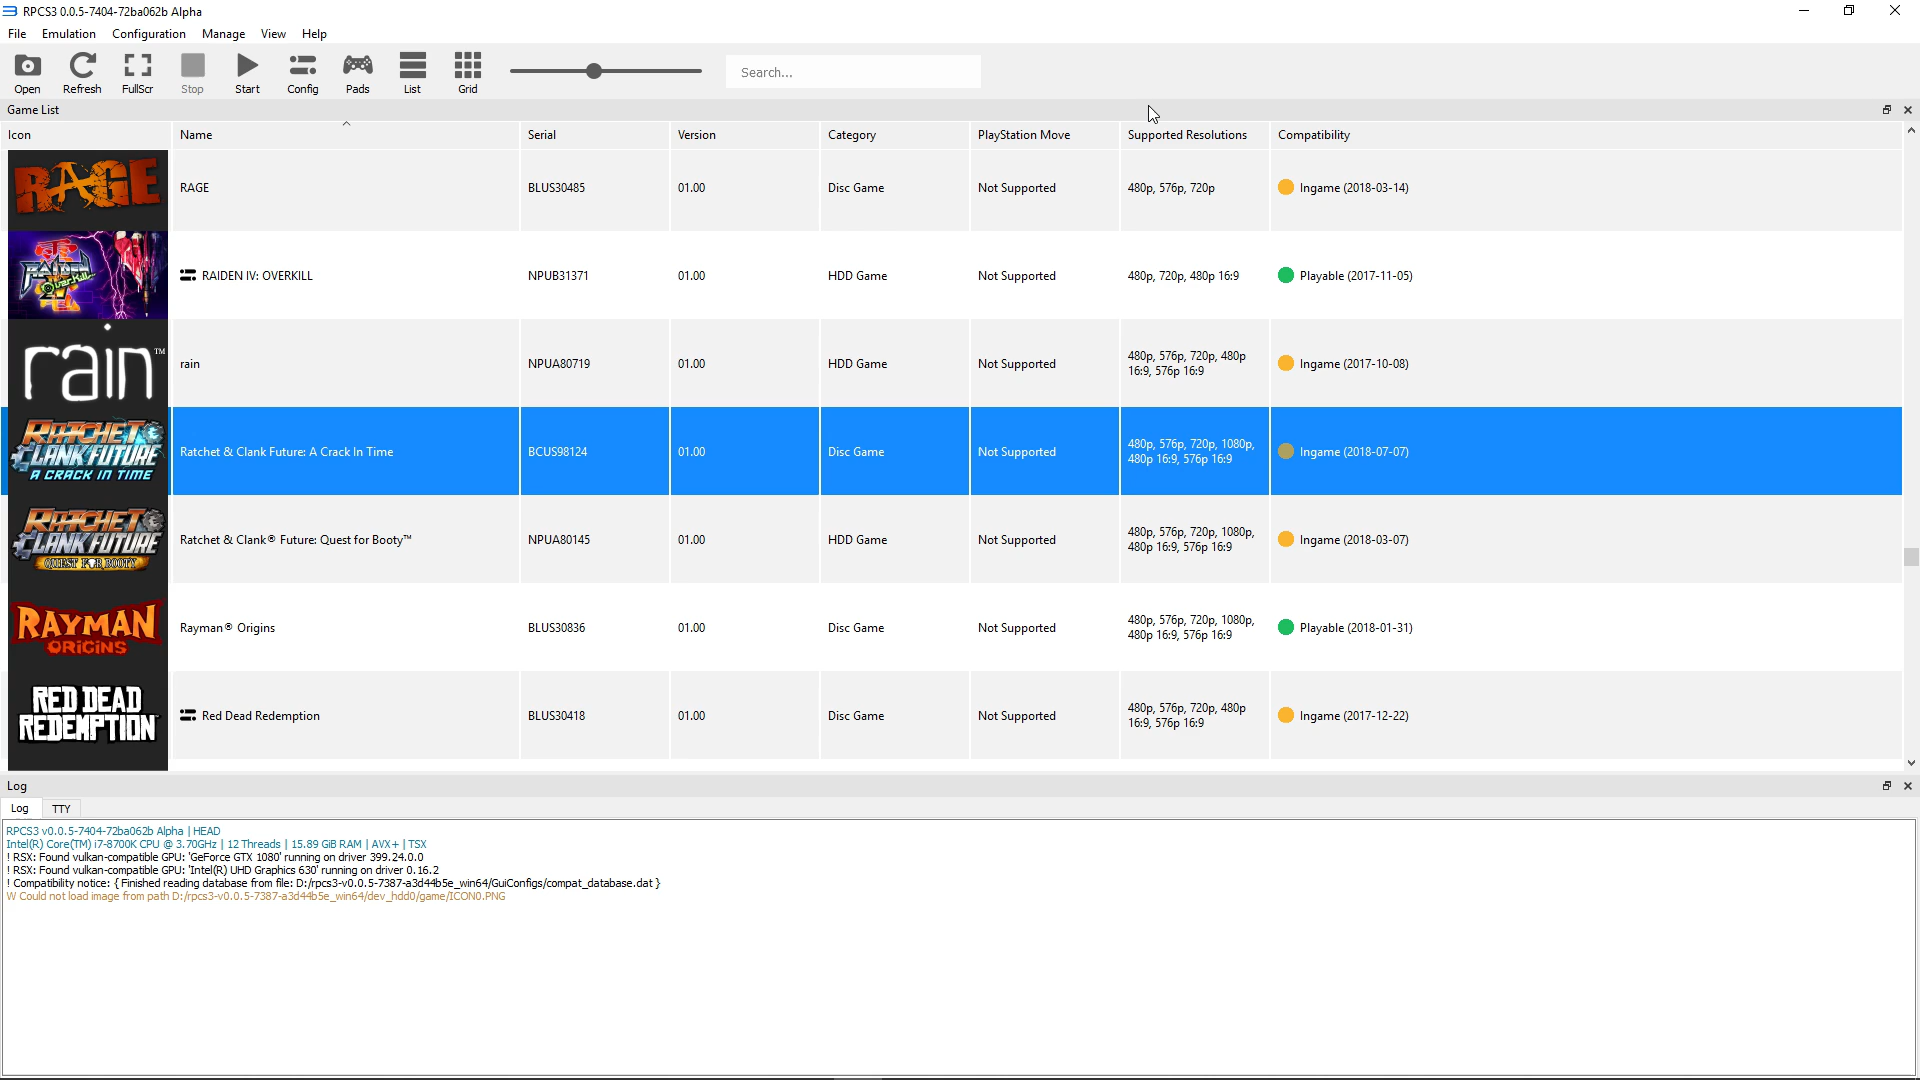 RPCS3 0.0.5-7404-72ba062b Alpha
File Emulation Configuration Manage View Help
Open Refresh FullScr Stop Start Config Pads List Grid Search...
Game List
Icon Name Serial Version Category PlayStation Move Supported Resolutions Compatibility
RAGE RAGE BLUS30485 01.00 Disc Game Not Supported 480p, 576p, 720p Ingame (2018-03-14)
RAIDEN IV OverKill RAIDEN IV: OVERKILL NPUB31371 01.00 HDD Game Not Supported 480p, 720p, 480p 16:9 Playable (2017-11-05)
rain™ rain NPUA80719 01.00 HDD Game Not Supported 480p, 576p, 720p, 480p
16:9, 576p 16:9 Ingame (2017-10-08)
RATCHET &
CLANK FUTURE
A CRACK IN TIME
Ratchet & Clank Future: A Crack In Time BCUS98124 01.00 Disc Game Not Supported 480p, 576p, 720p, 1080p,
480p 16:9, 576p 16:9 Ingame (2018-07-07)
RATCHET &
CLANK FUTURE
QUEST FOR BOOTY
Ratchet & Clank® Future: Quest for Booty™ NPUA80145 01.00 HDD Game Not Supported 480p, 576p, 720p, 1080p,
480p 16:9, 576p 16:9 Ingame (2018-03-07)
RAYMAN
ORIGINS
Rayman® Origins BLUS30836 01.00 Disc Game Not Supported 480p, 576p, 720p, 1080p,
480p 16:9, 576p 16:9 Playable (2018-01-31)
RED DEAD
REDEMPTION
Red Dead Redemption BLUS30418 01.00 Disc Game Not Supported 480p, 576p, 720p, 480p
16:9, 576p 16:9 Ingame (2017-12-22)
Log
Log TTY
RPCS3 v0.0.5-7404-72ba062b Alpha | HEAD
Intel(R) Core(TM) i7-8700K CPU @ 3.70GHz | 12 Threads | 15.89 GiB RAM | AVX+ | TSX
! RSX: Found vulkan-compatible GPU: 'GeForce GTX 1080' running on driver 399.24.0.0
! RSX: Found vulkan-compatible GPU: 'Intel(R) UHD Graphics 630' running on driver 0.16.2
! Compatibility notice: {Finished reading database from file: D:/rpcs3-v0.0.5-7387-a3d44b5e_win64/GuiConfigs/compat_database.dat }
W Could not load image from path D:/rpcs3-v0.0.5-7387-a3d44b5e_win64/dev_hdd0/game/ICON0.PNG